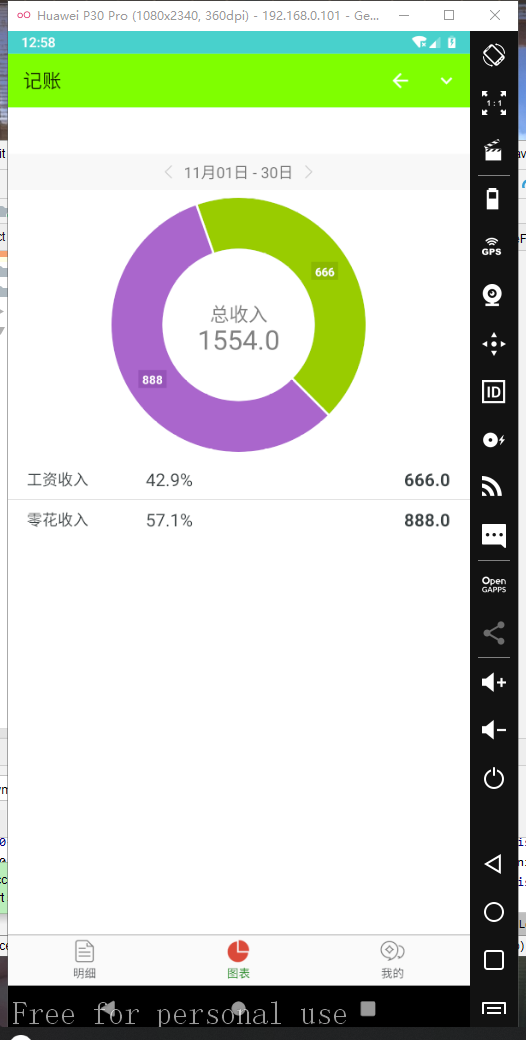 Huawei P30 Pro (1080x2340, 360dpi) - 192.168.0.101 - Ge...
12:58
记账
11月01日 - 30日
1:1
666
总收入
1554.0
888
GPS
ID
工资收入 42.9% 666.0
零花收入 57.1% 888.0
Open
GAPPS
明细 图表 我的
Free for personal use